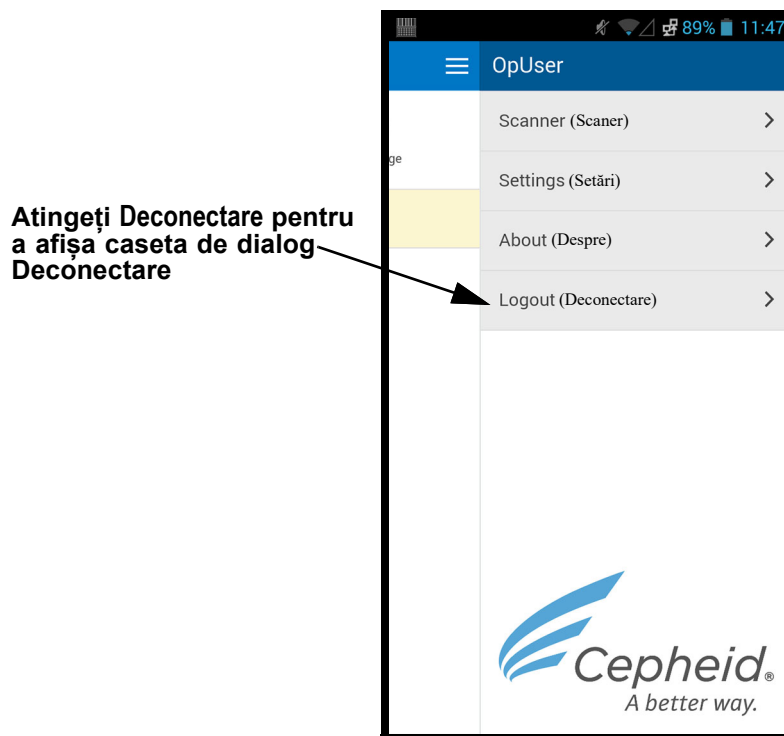 89% 11:47
OpUser
Scanner (Scaner)
ge
Settings (Setări)
About (Despre)
Logout (Deconectare)
Atingeți Deconectare pentru
a afișa caseta de dialog
Deconectare
Cepheid®
A better way.